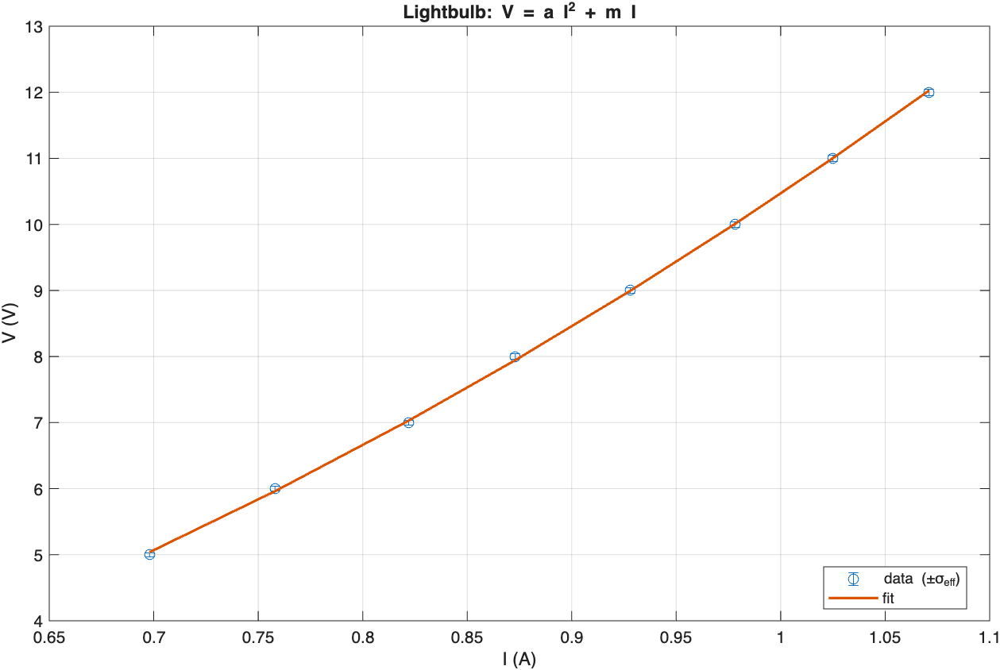 Lightbulb: V = a I² + m I
13
12
11
10
9
8
7
6
5
4
V (V)
0.65 0.7 0.75 0.8 0.85 0.9 0.95 1 1.05 1.1
I (A)
data (±σeff)
fit